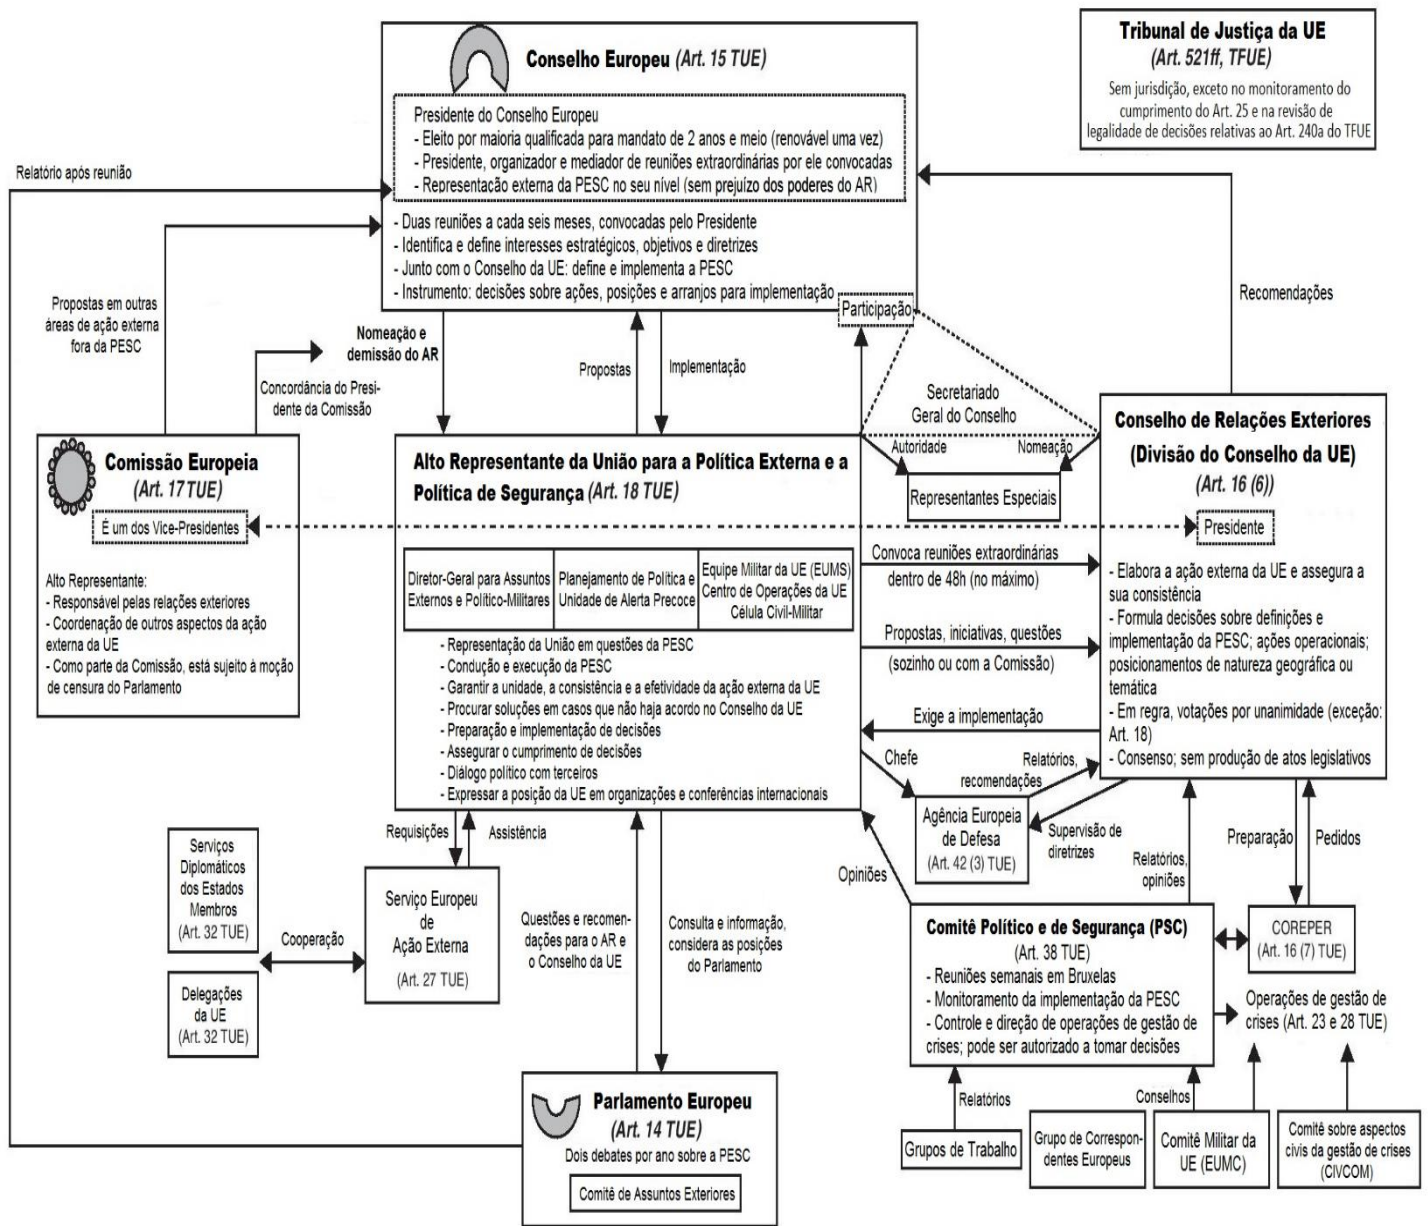 Conselho Europeu (Art. 15 TUE)
Presidente do Conselho Europeu
- Eleito por maioria qualificada para mandato de 2 anos e meio (renovável uma vez)
- Presidente, organizador e mediador de reuniões extraordinárias por ele convocadas
- Representação externa da PESC no seu nível (sem prejuízo dos poderes do AR)
- Duas reuniões a cada seis meses, convocadas pelo Presidente
- Identifica e define interesses estratégicos, objetivos e diretrizes
- Junto com o Conselho da UE: define e implementa a PESC
- Instrumento: decisões sobre ações, posições e arranjos para implementação
Participação
Tribunal de Justiça da UE
(Art. 521ff, TFUE)
Sem jurisdição, exceto no monitoramento do
cumprimento do Art. 25 e na revisão de
legalidade de decisões relativas ao Art. 240a do TFUE
Relatório após reunião
Propostas em outras
áreas de ação externa
fora da PESC
Nomeação e
demissão do AR
Concordância do Presi-
dente da Comissão
Propostas
Implementação
Recomendações
Secretariado
Geral do Conselho
Autoridade
Nomeação
Representantes Especiais
Comissão Europeia
(Art. 17 TUE)
É um dos Vice-Presidentes
Alto Representante:
- Responsável pelas relações exteriores
- Coordenação de outros aspectos da ação
externa da UE
- Como parte da Comissão, está sujeito à moção
de censura do Parlamento
Alto Representante da União para a Política Externa e a
Política de Segurança (Art. 18 TUE)
Diretor-Geral para Assuntos
Externos e Político-Militares
Planejamento de Política e
Unidade de Alerta Precoce
Equipe Militar da UE (EUMS)
Centro de Operações da UE
Célula Civil-Militar
- Representação da União em questões da PESC
- Condução e execução da PESC
- Garantir a unidade, a consistência e a efetividade da ação externa da UE
- Procurar soluções em casos que não haja acordo no Conselho da UE
- Preparação e implementação de decisões
- Assegurar o cumprimento de decisões
- Diálogo político com terceiros
- Expressar a posição da UE em organizações e conferências internacionais
Convoca reuniões extraordinárias
dentro de 48h (no máximo)
Propostas, iniciativas, questões
(sozinho ou com a Comissão)
Exige a implementação
Conselho de Relações Exteriores
(Divisão do Conselho da UE)
(Art. 16 (6))
Presidente
- Elabora a ação externa da UE e assegura a
sua consistência
- Formula decisões sobre definições e
implementação da PESC; ações operacionais;
posicionamentos de natureza geográfica ou
temática
- Em regra, votações por unanimidade (exceção:
Art. 18)
- Consenso; sem produção de atos legislativos
Chefe
Relatórios,
recomendações
Agência Europeia
de Defesa
(Art. 42 (3) TUE)
Supervisão de
diretrizes
Opiniões
Relatórios,
opiniões
Preparação
Pedidos
Requisições
Assistência
Serviços
Diplomáticos
dos Estados
Membros
(Art. 32 TUE)
Cooperação
Delegações
da UE
(Art. 32 TUE)
Serviço Europeu
de
Ação Externa
(Art. 27 TUE)
Questões e recomen-
dações para o AR e
o Conselho da UE
Consulta e informação,
considera as posições
do Parlamento
Comitê Político e de Segurança (PSC)
(Art. 38 TUE)
- Reuniões semanais em Bruxelas
- Monitoramento da implementação da PESC
- Controle e direção de operações de gestão de
crises; pode ser autorizado a tomar decisões
COREPER
(Art. 16 (7) TUE)
Operações de gestão de
crises (Art. 23 e 28 TUE)
Parlamento Europeu
(Art. 14 TUE)
Dois debates por ano sobre a PESC
Comitê de Assuntos Exteriores
Relatórios
Conselhos
Grupos de Trabalho
Grupo de Correspon-
dentes Europeus
Comitê Militar da
UE (EUMC)
Comitê sobre aspectos
civis da gestão de crises
(CIVCOM)